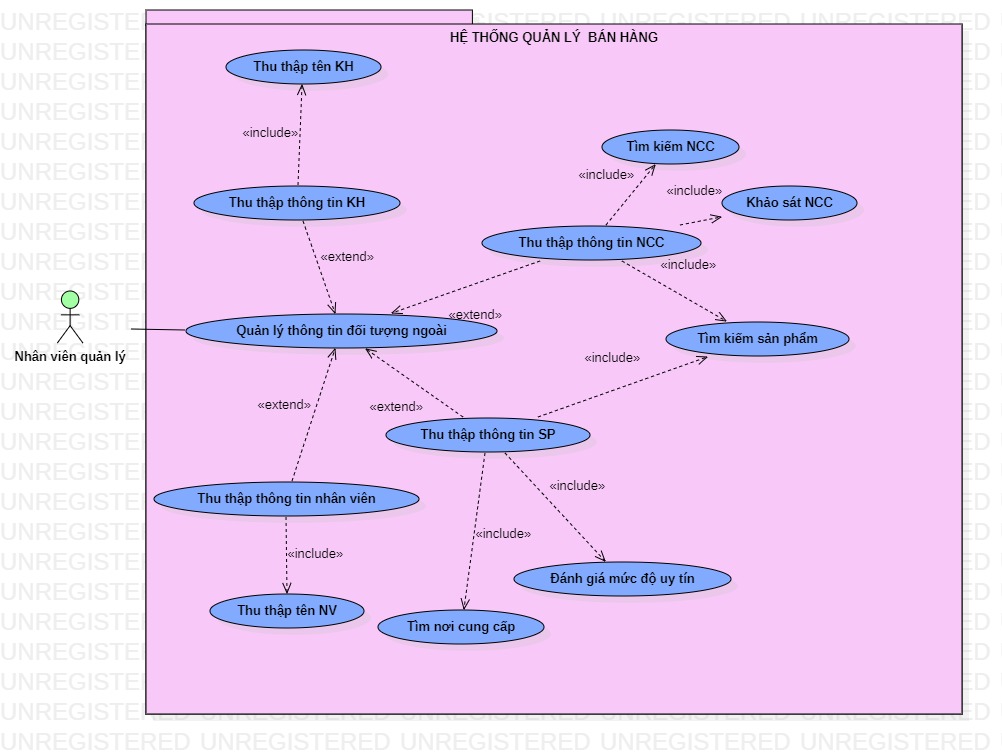 HỆ THỐNG QUẢN LÝ BÁN HÀNG
Thu thập tên KH
«include»
Tìm kiếm NCC
«include»
«include»
Thu thập thông tin KH
Khảo sát NCC
Thu thập thông tin NCC
«extend»
«include»
«extend»
Quản lý thông tin đối tượng ngoài
Tìm kiếm sản phẩm
Nhân viên quản lý
«include»
«extend»
«extend»
Thu thập thông tin SP
«include»
Thu thập thông tin nhân viên
«include»
«include»
Đánh giá mức độ uy tín
Thu thập tên NV
Tìm nơi cung cấp
UNREGISTERED UNREGISTERED UNREGISTERED UNREGISTERED UNREGISTERED